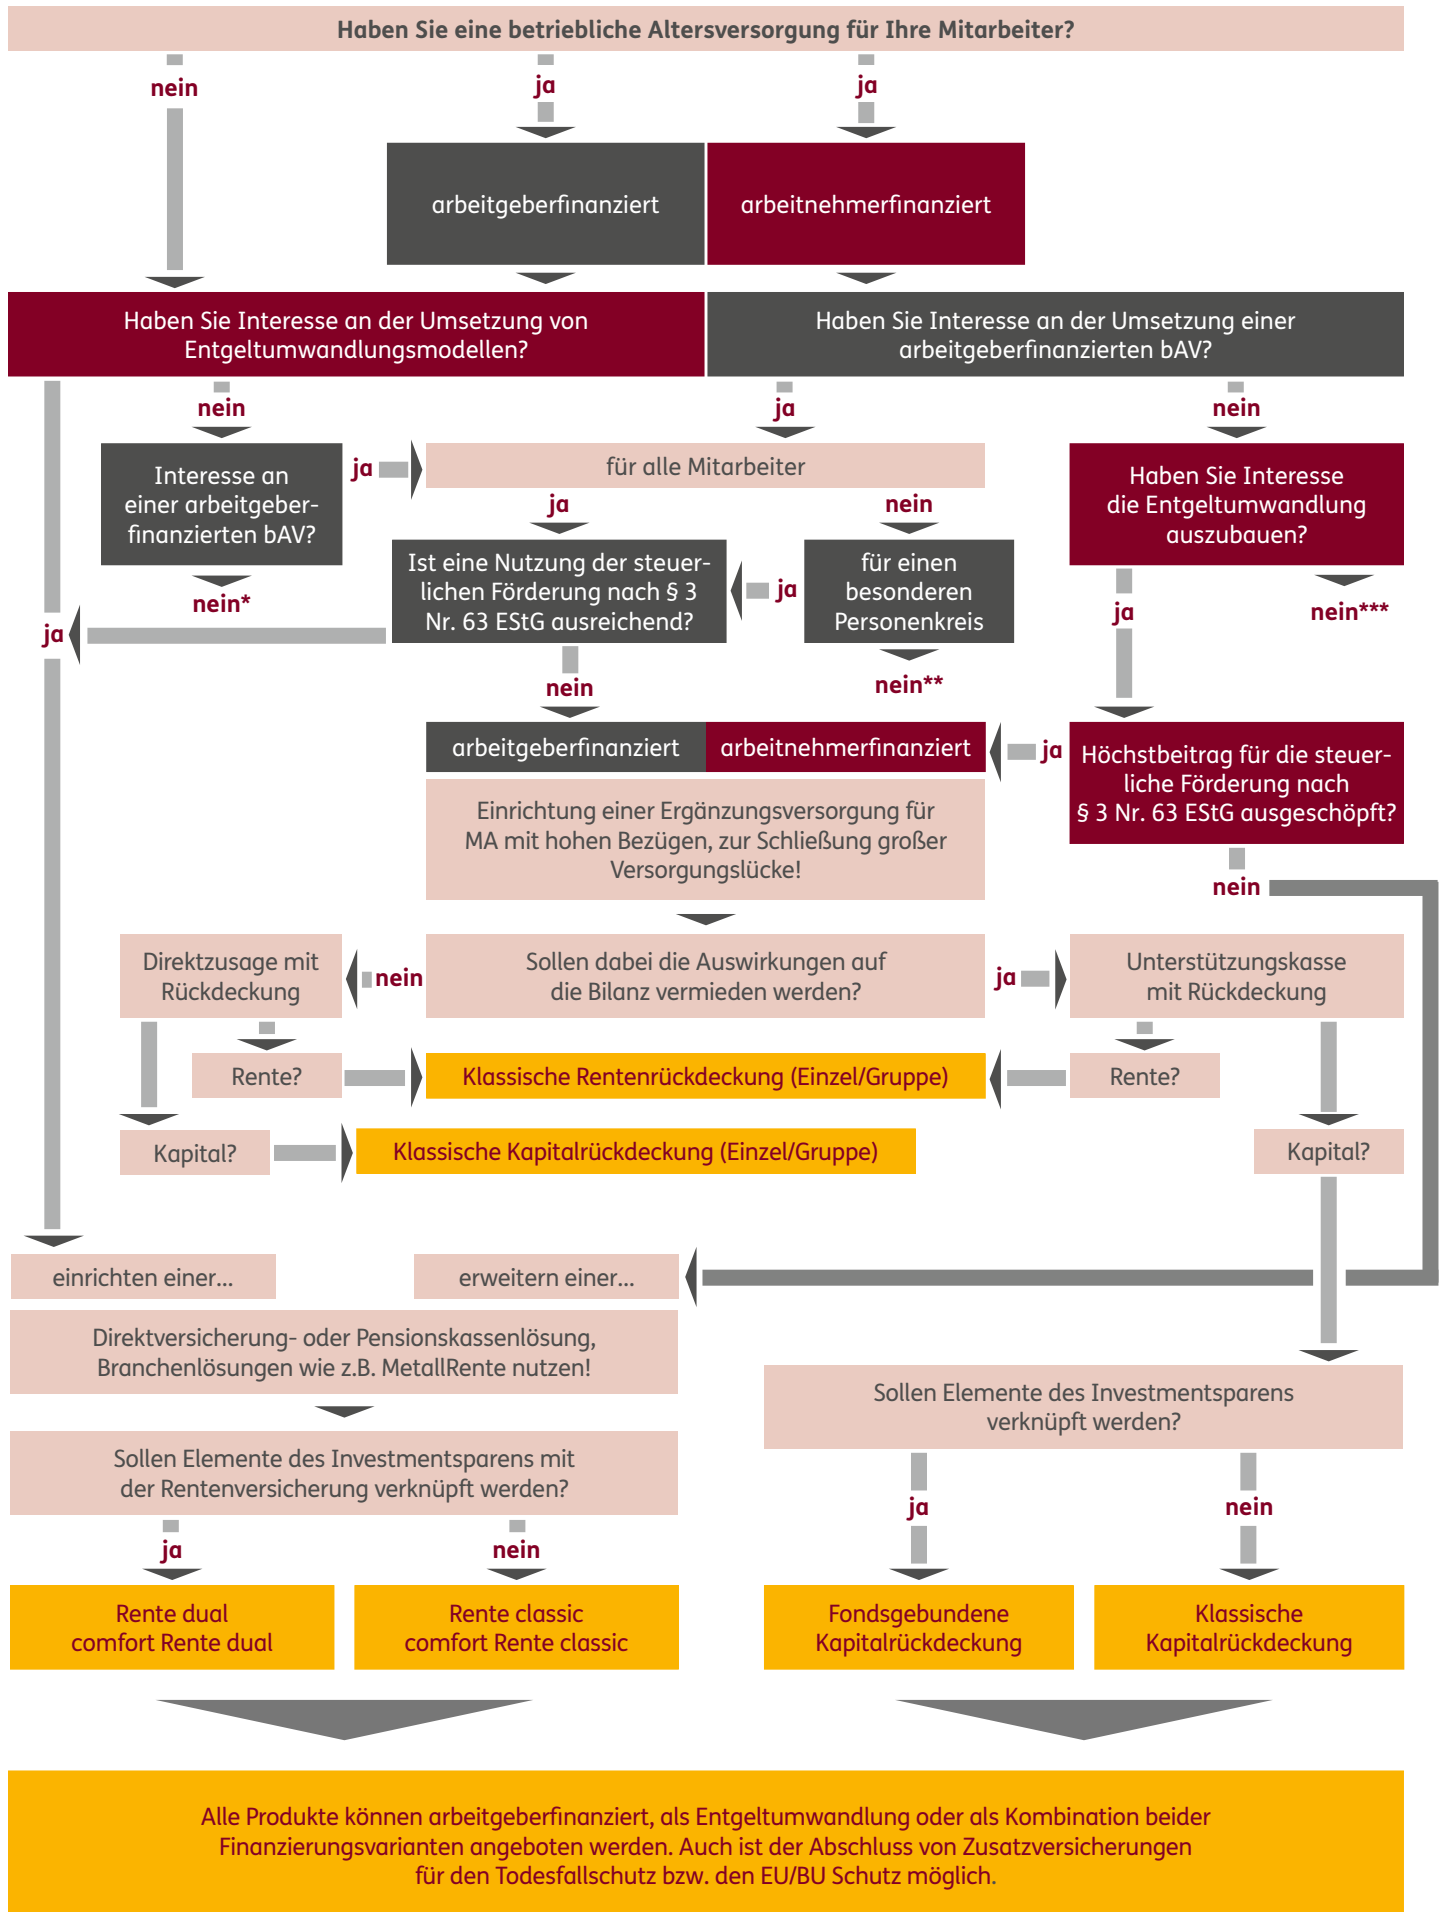 Haben Sie eine betriebliche Altersversorgung für Ihre Mitarbeiter?
nein
ja
ja
arbeitgeberfinanziert
arbeitnehmerfinanziert
Haben Sie Interesse an der Umsetzung von
Entgeltumwandlungsmodellen?
Haben Sie Interesse an der Umsetzung einer
arbeitgeberfinanzierten bAV?
nein
ja
nein
Interesse an
einer arbeitgeber-
finanzierten bAV?
ja
für alle Mitarbeiter
Haben Sie Interesse
die Entgeltumwandlung
auszubauen?
ja
nein
Ist eine Nutzung der steuer-
lichen Förderung nach § 3
Nr. 63 EStG ausreichend?
ja
für einen
besonderen
Personenkreis
nein*
ja
nein***
ja
nein
nein**
arbeitgeberfinanziert
arbeitnehmerfinanziert
ja
Höchstbeitrag für die steuer-
liche Förderung nach
§ 3 Nr. 63 EStG ausgeschöpft?
Einrichtung einer Ergänzungsversorgung für
MA mit hohen Bezügen, zur Schließung großer
Versorgungslücke!
nein
Direktzusage mit
Rückdeckung
nein
Sollen dabei die Auswirkungen auf
die Bilanz vermieden werden?
ja
Unterstützungskasse
mit Rückdeckung
Rente?
Klassische Rentenrückdeckung (Einzel/Gruppe)
Rente?
Kapital?
Klassische Kapitalrückdeckung (Einzel/Gruppe)
Kapital?
einrichten einer...
erweitern einer...
Direktversicherung- oder Pensionskassenlösung,
Branchenlösungen wie z.B. MetallRente nutzen!
Sollen Elemente des Investmentsparens
verknüpft werden?
Sollen Elemente des Investmentsparens mit
der Rentenversicherung verknüpft werden?
ja
nein
ja
nein
Rente dual
comfort Rente dual
Rente classic
comfort Rente classic
Fondsgebundene
Kapitalrückdeckung
Klassische
Kapitalrückdeckung
Alle Produkte können arbeitgeberfinanziert, als Entgeltumwandlung oder als Kombination beider
Finanzierungsvarianten angeboten werden. Auch ist der Abschluss von Zusatzversicherungen
für den Todesfallschutz bzw. den EU/BU Schutz möglich.